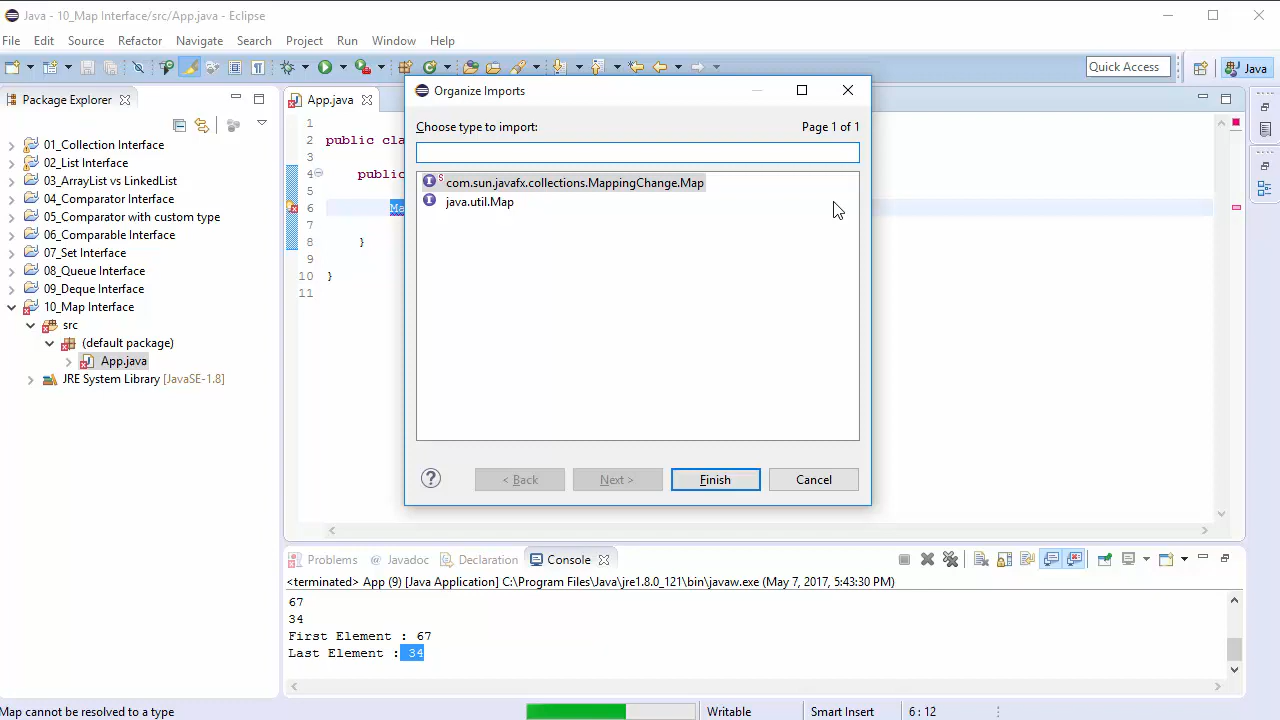 Java - 10_Map Interface/src/App.java - Eclipse
File Edit Source Refactor Navigate Search Project Run Window Help
Quick Access Java
Package Explorer
01_Collection Interface
02_List Interface
03_ArrayList vs LinkedList
04_Comparator Interface
05_Comparator with custom type
06_Comparable Interface
07_Set Interface
08_Queue Interface
09_Deque Interface
10_Map Interface
src
(default package)
App.java
JRE System Library [JavaSE-1.8]
App.java
1
2 public cla
3
4 public
5
6 Ma
7
8 }
9
10 }
11
Organize Imports
Choose type to import: Page 1 of 1
S com.sun.javafx.collections.MappingChange.Map
java.util.Map
? < Back Next > Finish Cancel
Problems @ Javadoc Declaration Console
<terminated> App (9) [Java Application] C:\Program Files\Java\jre1.8.0_121\bin\javaw.exe (May 7, 2017, 5:43:30 PM)
67
34
First Element : 67
Last Element : 34
Map cannot be resolved to a type Writable Smart Insert 6 : 12